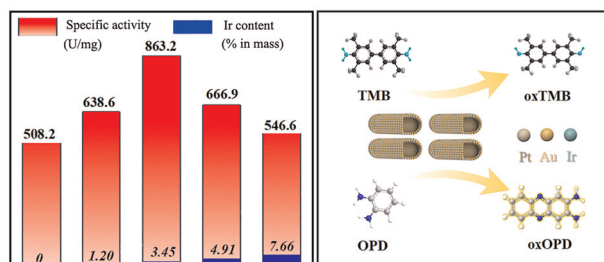 Specific activity
(U/mg)
Ir content
(% in mass)
508.2
638.6
863.2
666.9
546.6
0
1.20
3.45
4.91
7.66
TMB
oxTMB
Pt Au Ir
OPD
oxOPD